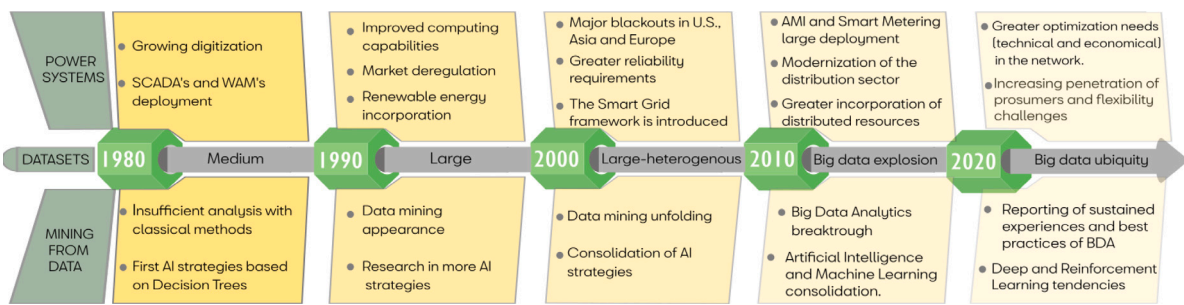 POWER
SYSTEMS
Growing digitization
SCADA's and WAM's
deployment
Improved computing
capabilities
Market deregulation
Renewable energy
incorporation
Major blackouts in U.S.,
Asia and Europe
Greater reliability
requirements
The Smart Grid
framework is introduced
AMI and Smart Metering
large deployment
Modernization of the
distribution sector
Greater incorporation of
distributed resources
Greater optimization needs
(technical and economical)
in the network.
Increasing penetration of
prosumers and flexibility
challenges
DATASETS
1980
Medium
1990
Large
2000
Large-heterogenous
2010
Big data explosion
2020
Big data ubiquity
MINING
FROM
DATA
Insufficient analysis with
classical methods
First AI strategies based
on Decision Trees
Data mining
appearance
Research in more AI
strategies
Data mining unfolding
Consolidation of AI
strategies
Big Data Analytics
breaktrough
Artificial Intelligence
and Machine Learning
consolidation.
Reporting of sustained
experiences and best
practices of BDA
Deep and Reinforcement
Learning tendencies